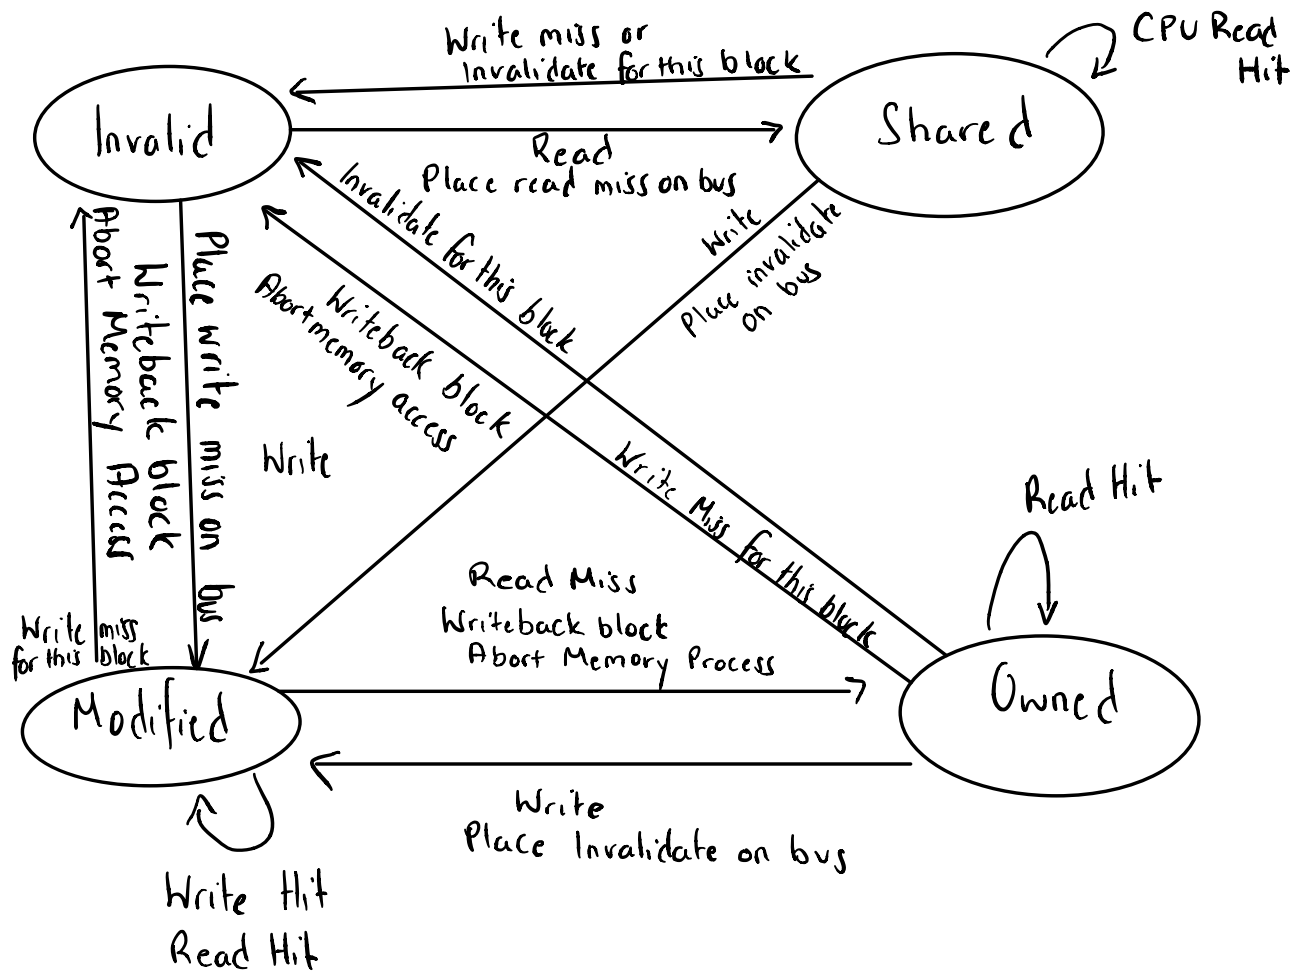 Write miss or
Invalidate for this block
CPU Read
Hit
Invalid
Shared
Read
Place read miss on bus
Invalidate for this block
Write
Place invalidate
on bus
Abort Memory Access
Writeback block
Place write miss on bus
Write
Writeback block
Abort memory access
Write Miss for this block
Read Hit
Read Miss
Writeback block
Abort Memory Process
Write miss
for this block
Modified
Owned
Write
Place Invalidate on bus
Write Hit
Read Hit